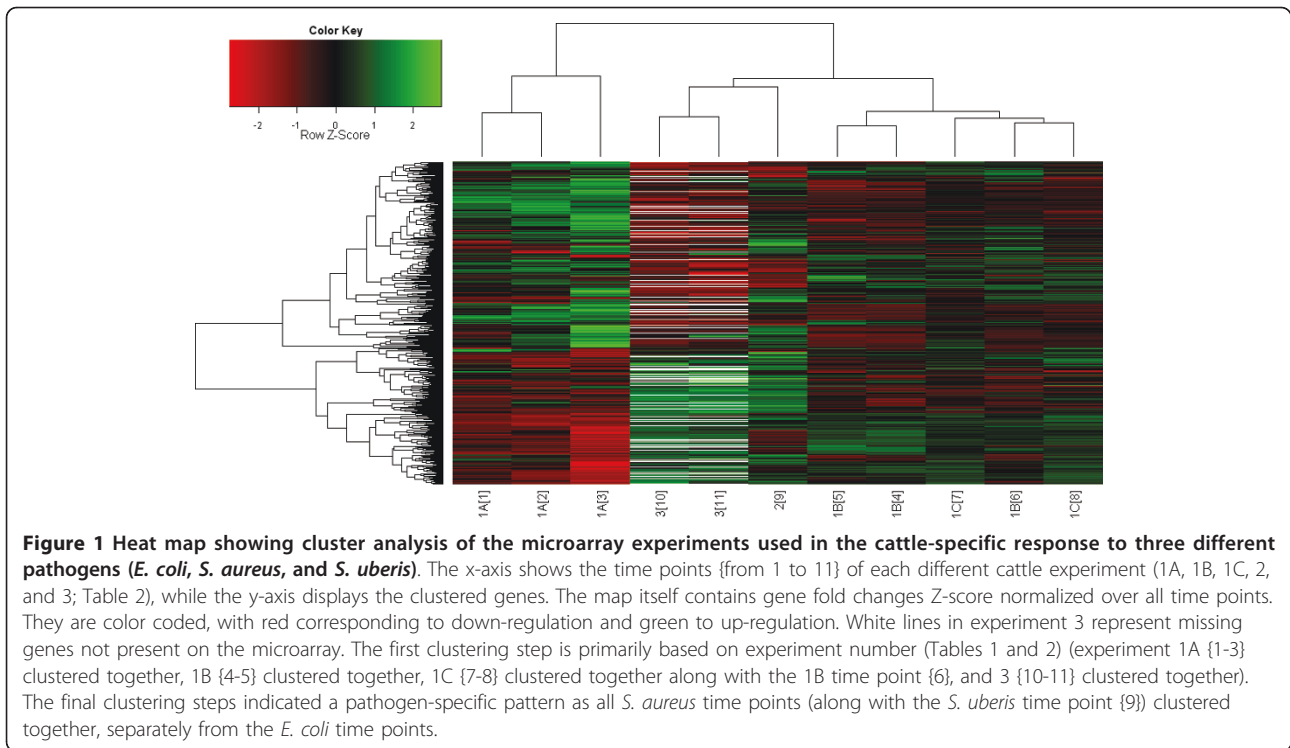 Color Key
-2 -1 0 1 2
Row Z-Score
1A[1]
1A[2]
1A[3]
3[10]
3[11]
2[9]
1B[5]
1B[4]
1C[7]
1B[6]
1C[8]
Figure 1 Heat map showing cluster analysis of the microarray experiments used in the cattle-specific response to three different
pathogens (E. coli, S. aureus, and S. uberis). The x-axis shows the time points {from 1 to 11} of each different cattle experiment (1A, 1B, 1C, 2,
and 3; Table 2), while the y-axis displays the clustered genes. The map itself contains gene fold changes Z-score normalized over all time points.
They are color coded, with red corresponding to down-regulation and green to up-regulation. White lines in experiment 3 represent missing
genes not present on the microarray. The first clustering step is primarily based on experiment number (Tables 1 and 2) (experiment 1A {1-3}
clustered together, 1B {4-5} clustered together, 1C {7-8} clustered together along with the 1B time point {6}, and 3 {10-11} clustered together).
The final clustering steps indicated a pathogen-specific pattern as all S. aureus time points (along with the S. uberis time point {9}) clustered
together, separately from the E. coli time points.